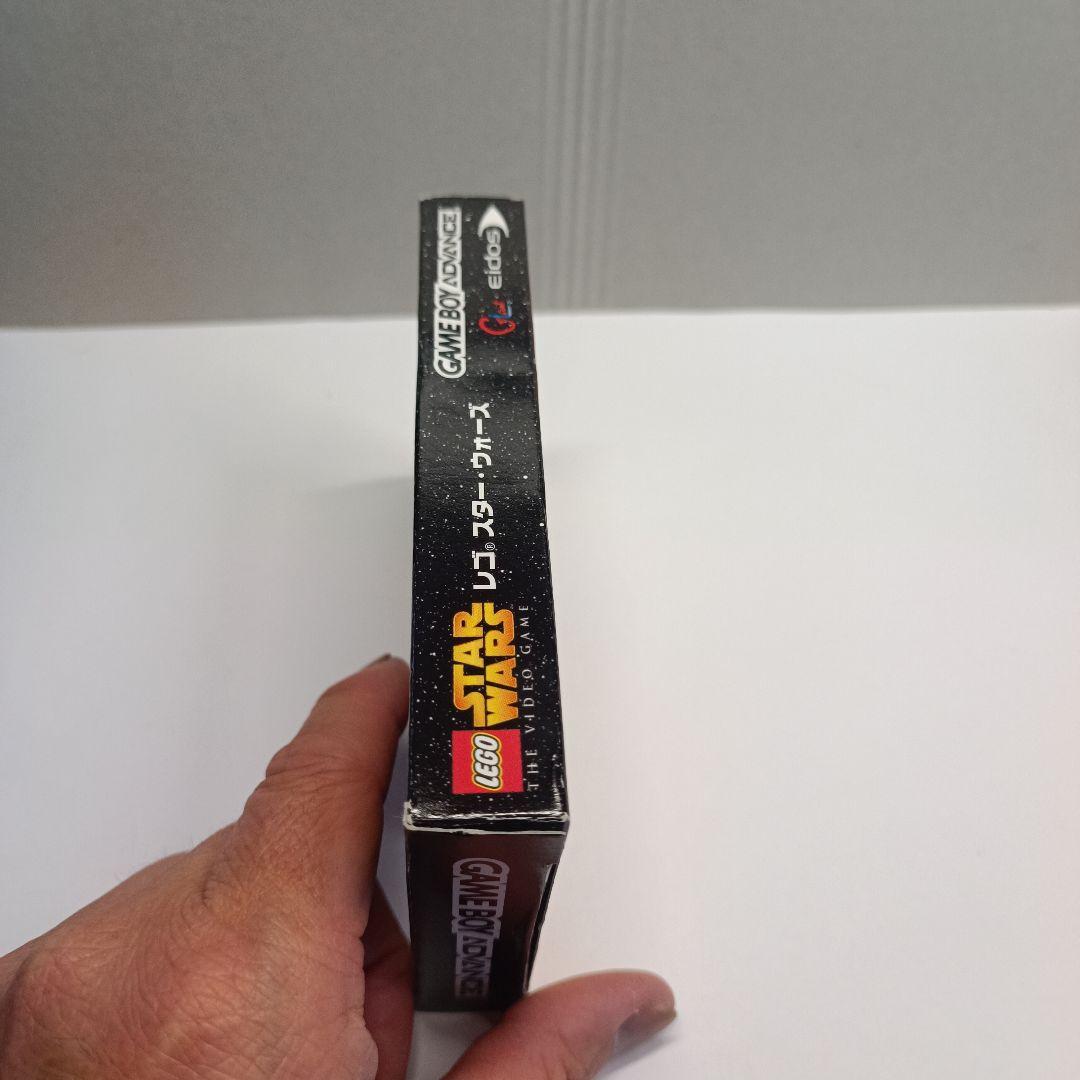 LEGO
STAR
WARS
THE VIDEO GAME
レゴ® スター・ウォーズ
GAME BOY ADVANCE
eidos
GAME BOY ADVANCE